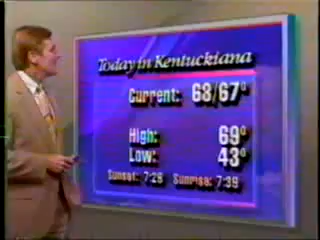 Today in Kentuckiana
Current: 68/67°
High: 69°
Low: 43°
Sunset: 7:28 Sunrise: 7:39